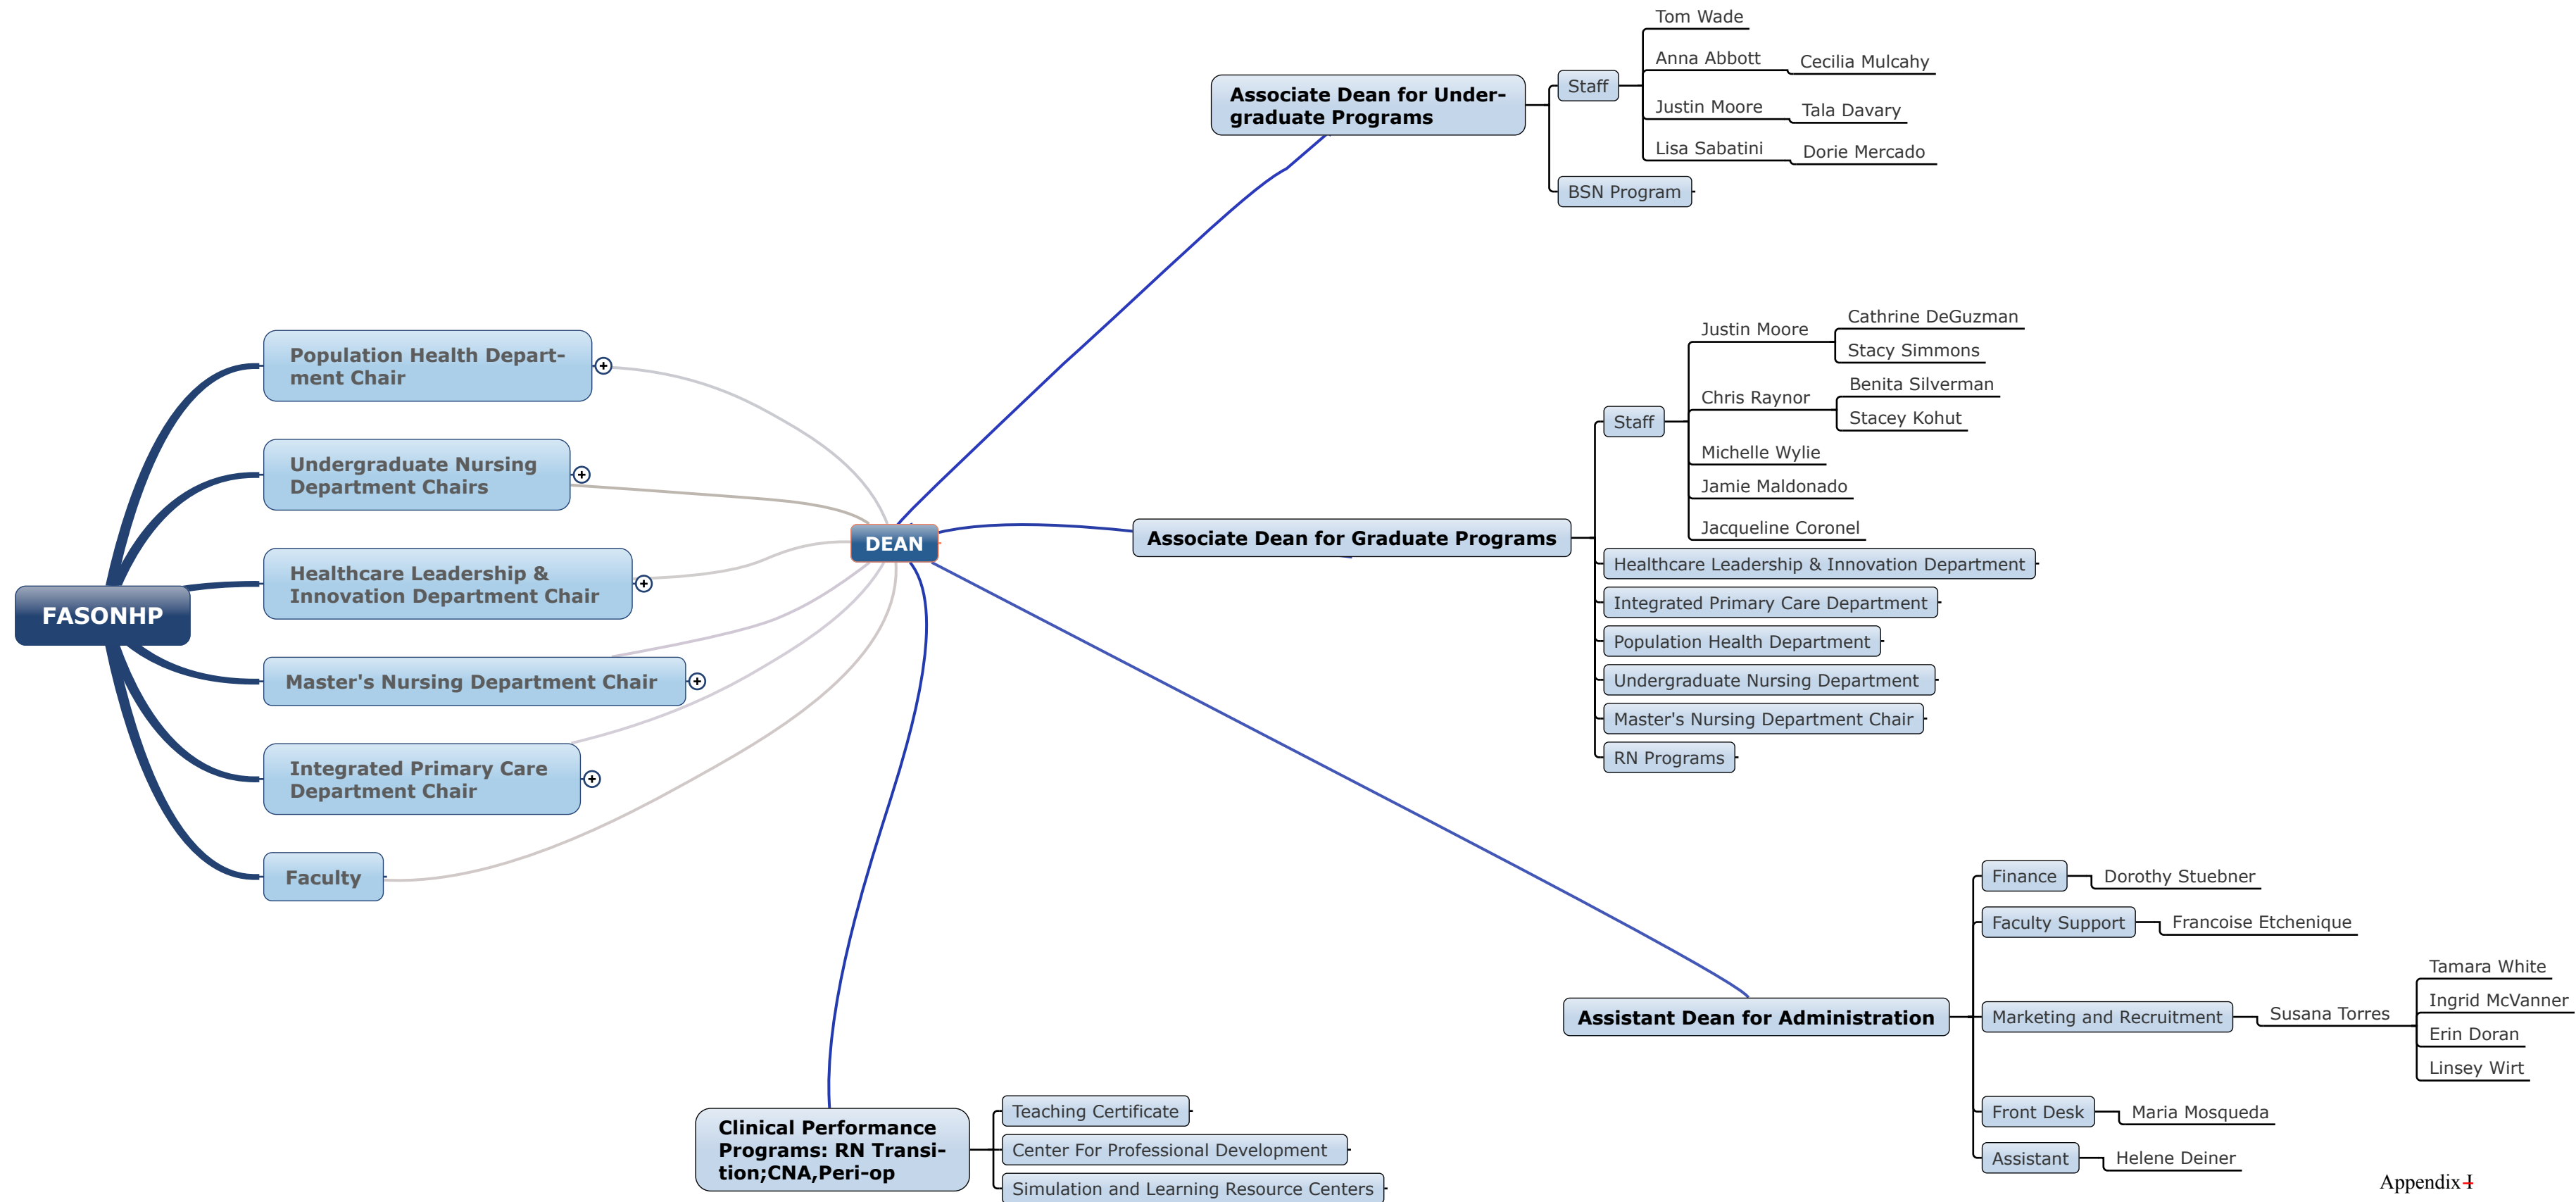 FASONHP
Population Health Depart-
ment Chair
Undergraduate Nursing
Department Chairs
Healthcare Leadership &
Innovation Department Chair
Master's Nursing Department Chair
Integrated Primary Care
Department Chair
Faculty
DEAN
Associate Dean for Under-
graduate Programs
Staff
Tom Wade
Anna Abbott
Cecilia Mulcahy
Justin Moore
Tala Davary
Lisa Sabatini
Dorie Mercado
BSN Program
Associate Dean for Graduate Programs
Staff
Justin Moore
Cathrine DeGuzman
Stacy Simmons
Chris Raynor
Benita Silverman
Stacey Kohut
Michelle Wylie
Jamie Maldonado
Jacqueline Coronel
Healthcare Leadership & Innovation Department
Integrated Primary Care Department
Population Health Department
Undergraduate Nursing Department
Master's Nursing Department Chair
RN Programs
Assistant Dean for Administration
Finance
Dorothy Stuebner
Faculty Support
Francoise Etchenique
Marketing and Recruitment
Susana Torres
Tamara White
Ingrid McVanner
Erin Doran
Linsey Wirt
Front Desk
Maria Mosqueda
Assistant
Helene Deiner
Clinical Performance
Programs: RN Transi-
tion;CNA,Peri-op
Teaching Certificate
Center For Professional Development
Simulation and Learning Resource Centers
Appendix I